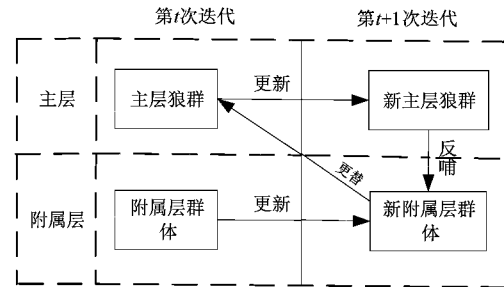 第t次迭代
第t+1次迭代
主层
主层狼群
更新
新主层狼群
反
哺
更替
附属层
附属层群
体
更新
新附属层群
体